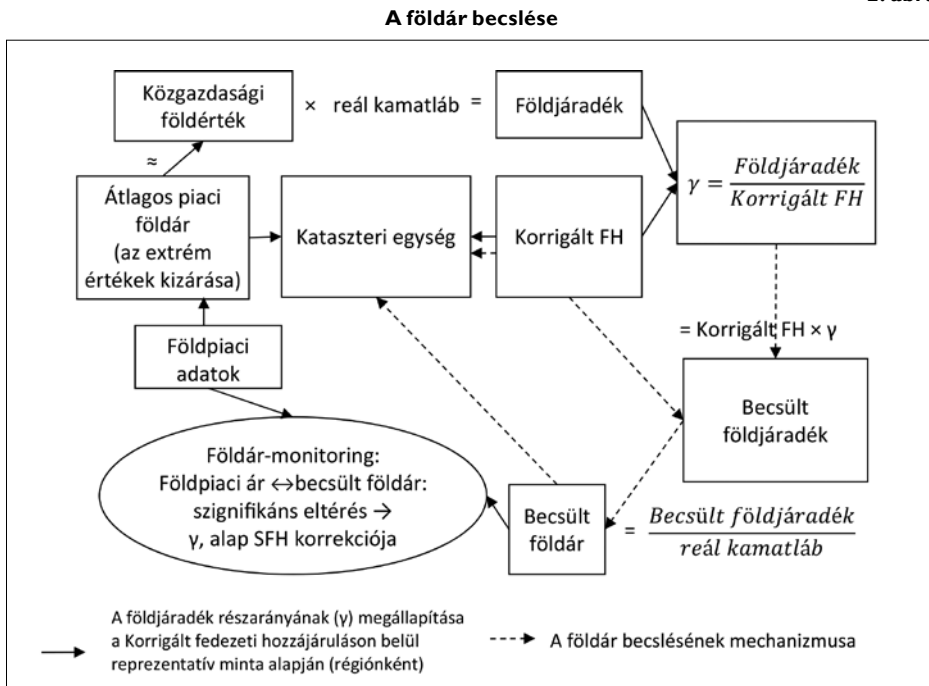 A földár becslése
Közgazdasági
földérték
× reál kamatláb =
Földjáradék
≈
γ = Földjáradék
Korrigált FH
Átlagos piaci
földár
(az extrém
értékek kizárása)
Kataszteri egység
Korrigált FH
Földpiaci
adatok
= Korrigált FH × γ
Becsült
földjáradék
Földár-monitoring:
Földpiaci ár ↔becsült földár:
szignifikáns eltérés →
γ, alap SFH korrekciója
Becsült
földár
= Becsült földjáradék
reál kamatláb
A földjáradék részarányának (γ) megállapítása
a Korrigált fedezeti hozzájáruláson belül
reprezentatív minta alapján (régiónként)
A földár becslésének mechanizmusa